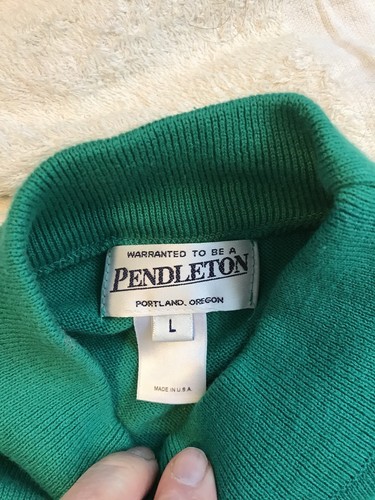 WARRANTED TO BE A
PENDLETON
PORTLAND, OREGON
L
MADE IN U.S.A.